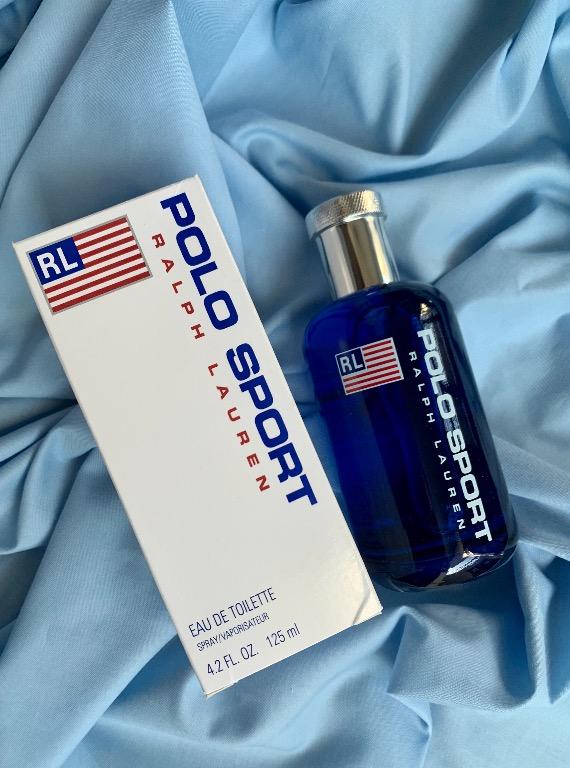 RL
POLO SPORT
RALPH LAUREN
EAU DE TOILETTE
SPRAY/VAPORISATEUR
4.2 FL. OZ. 125 ml
RL
POLO SPORT
RALPH LAUREN